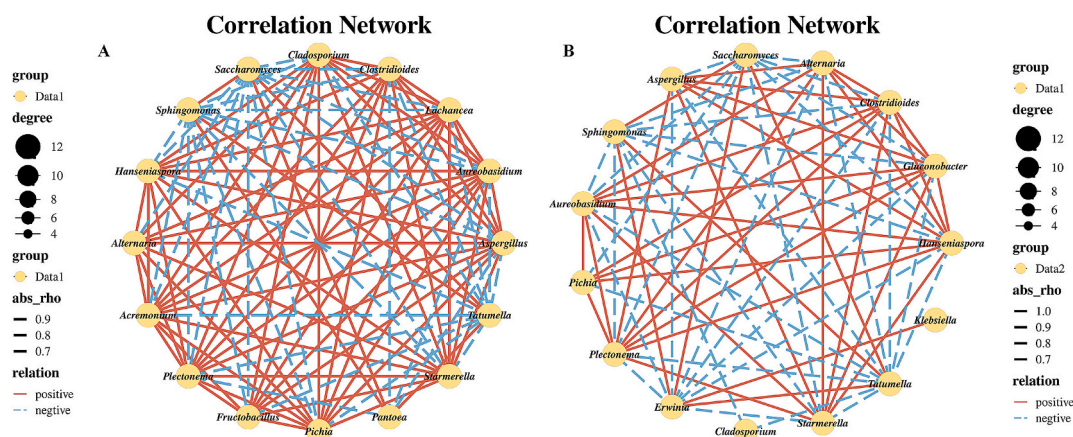 Correlation Network
A
group
Data1
degree
12
10
8
6
4
group
Data1
abs_rho
0.9
0.8
0.7
relation
positive
negtive
Cladosporium
Saccharomyces
Clostridioides
Sphingomonas
Lachancea
Hanseniaspora
Aureobasidium
Alternaria
Aspergillus
Acremonium
Tatumella
Plectonema
Starmerella
Fructobacillus
Pantoea
Pichia
Correlation Network
B
Saccharomyces
Alternaria
Aspergillus
Clostridioides
Sphingomonas
Gluconobacter
Aureobasidium
Hanseniaspora
Pichia
Klebsiella
Plectonema
Tatumella
Erwinia
Starmerella
Cladosporium
group
Data1
degree
12
10
8
6
4
group
Data2
abs_rho
1.0
0.9
0.8
0.7
relation
positive
negtive